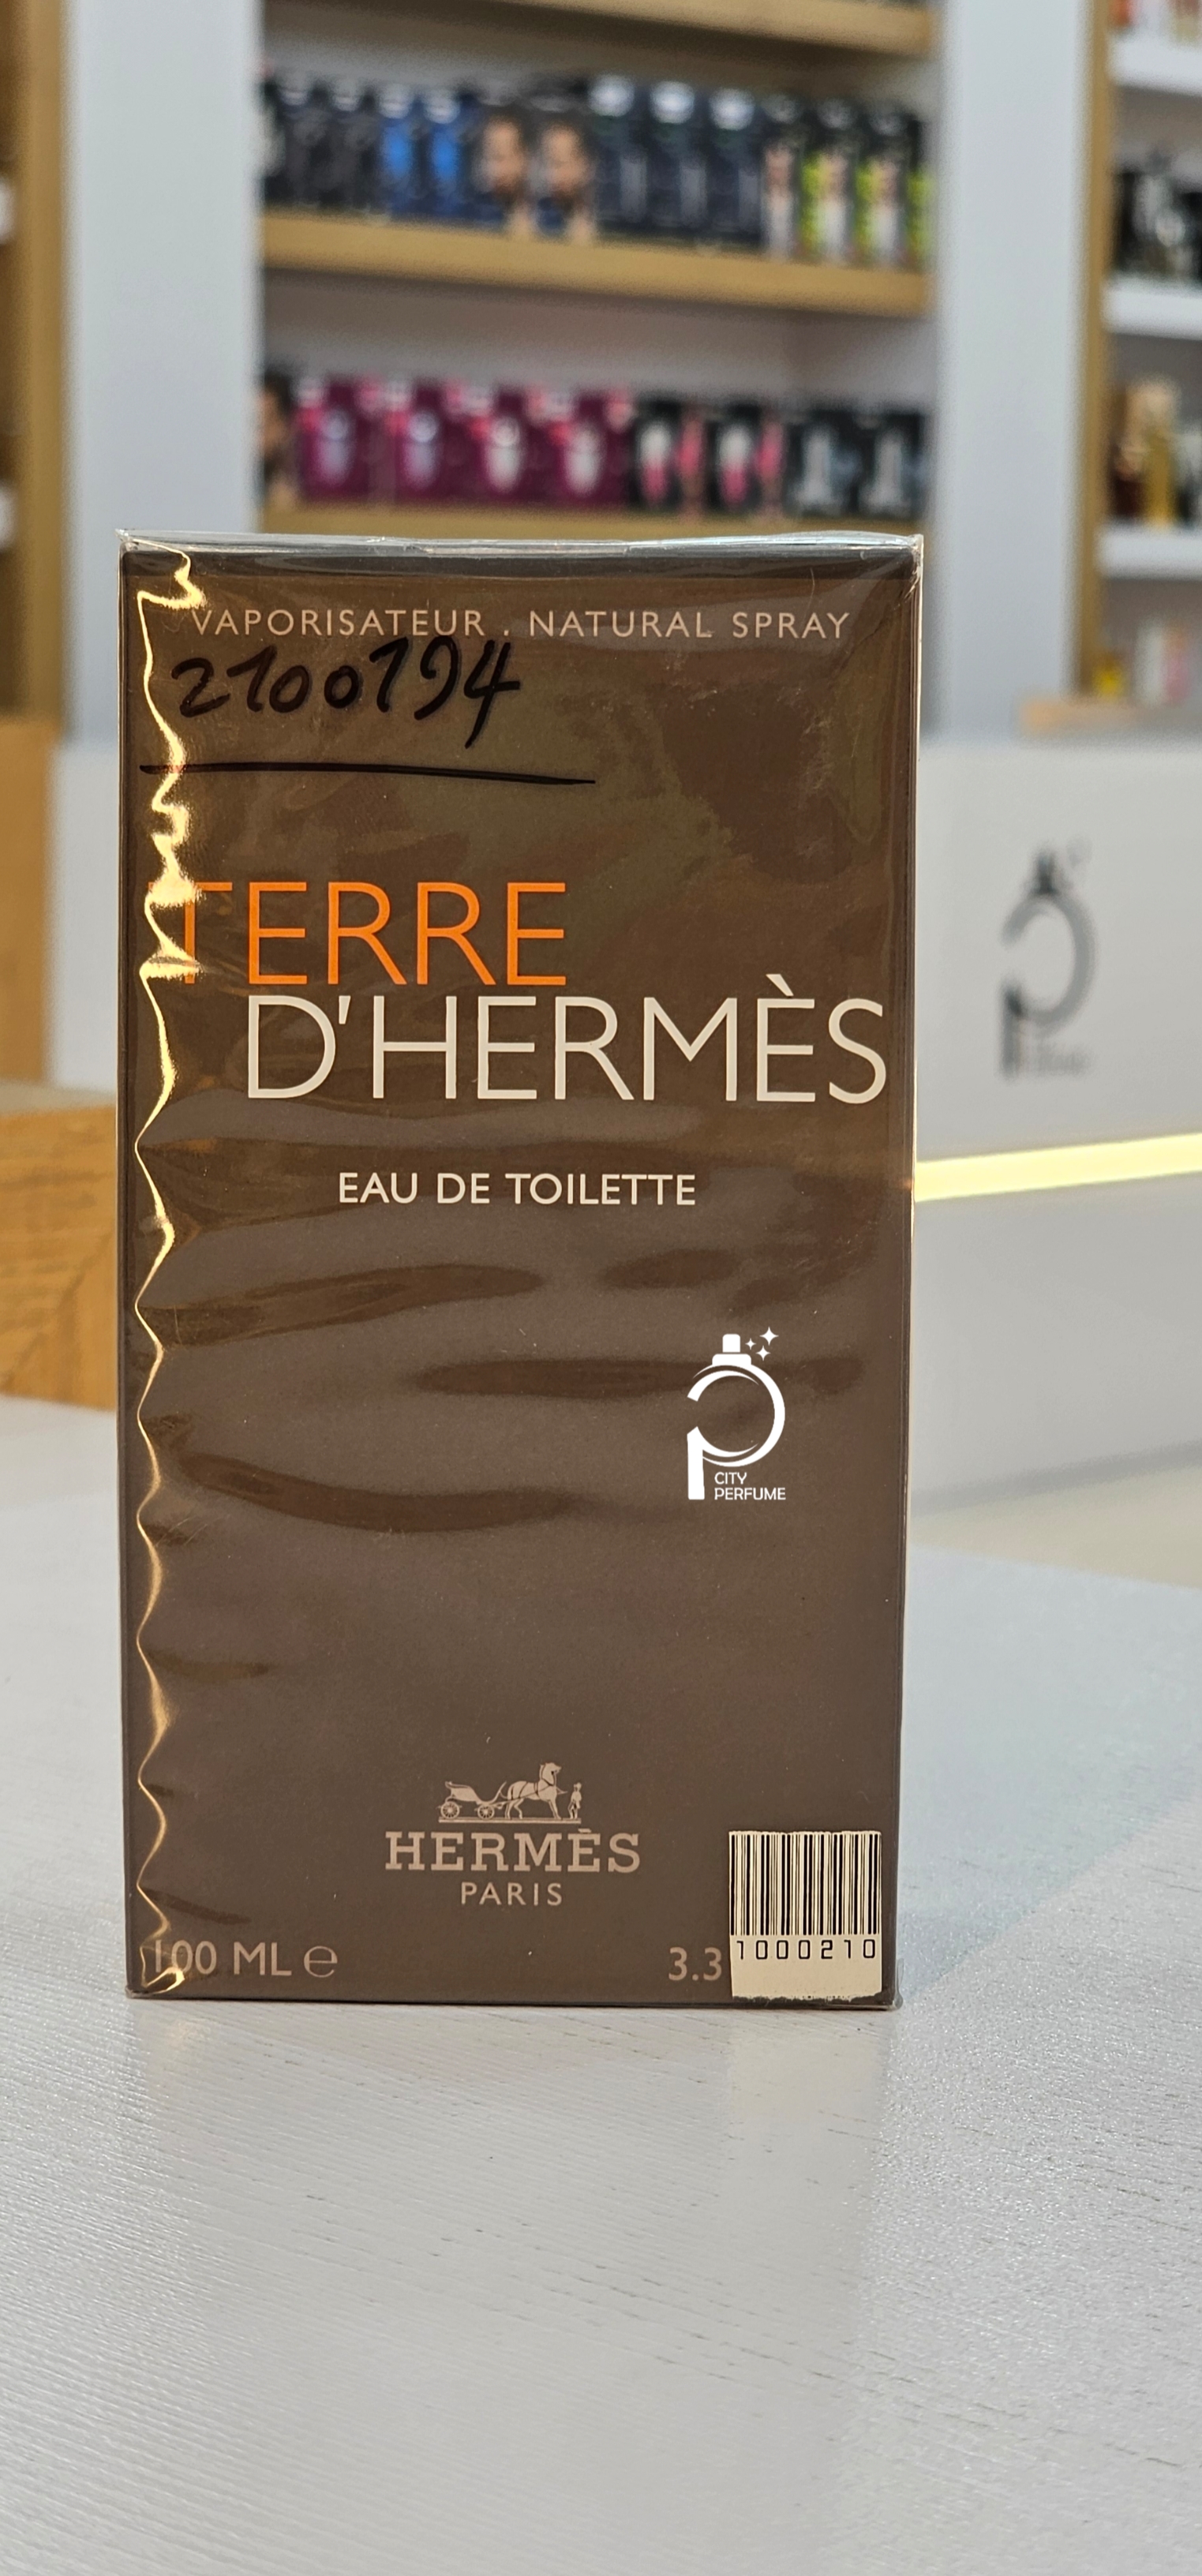 VAPORISATEUR . NATURAL SPRAY
2100194
TERRE
D'HERMÈS
EAU DE TOILETTE
CITY
PERFUME
HERMÈS
PARIS
100 ML e
3.3
1000210